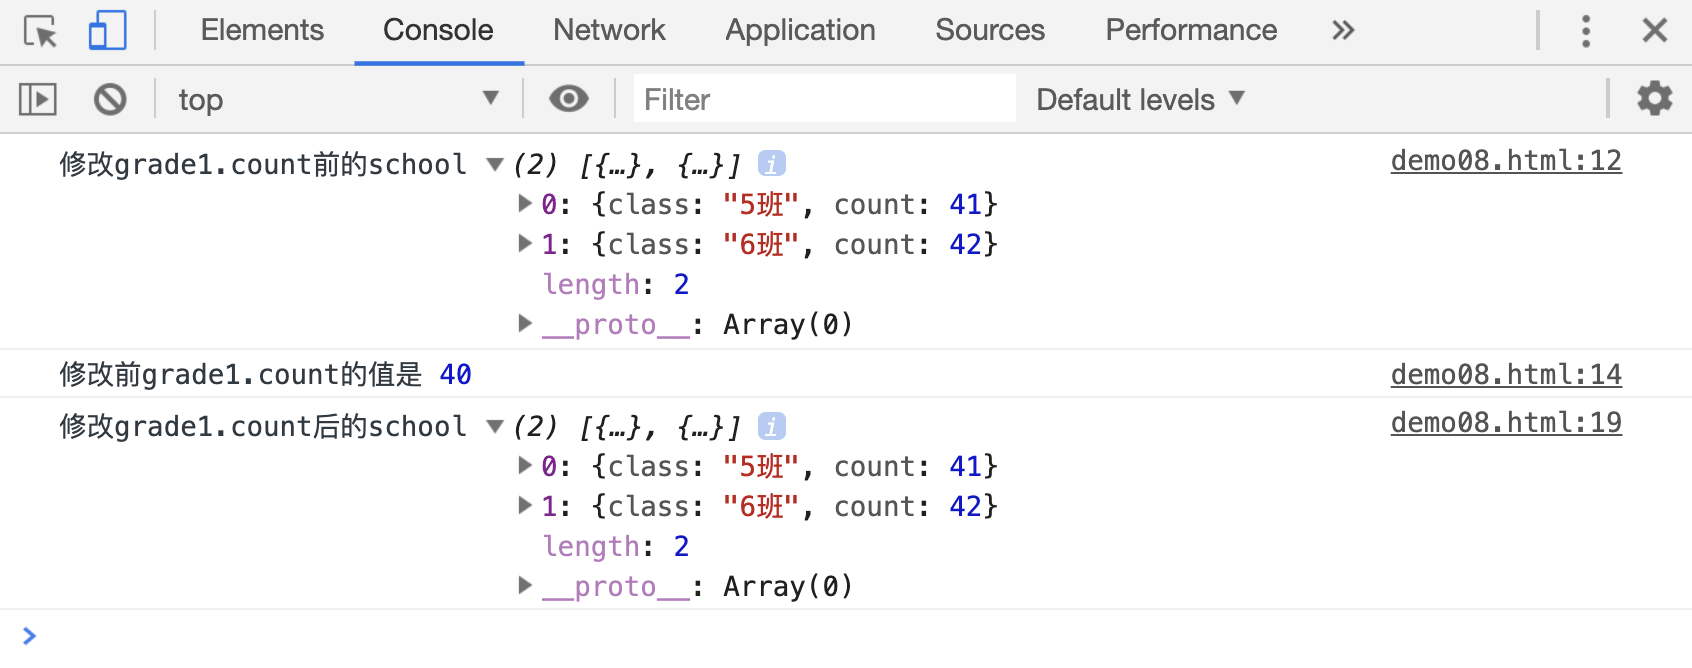 Elements Console Network Application Sources Performance »
top Filter Default levels
修改grade1.count前的school (2) [{…}, {…}] i demo08.html:12
0: {class: "5班", count: 41}
1: {class: "6班", count: 42}
length: 2
__proto__: Array(0)
修改前grade1.count的值是 40 demo08.html:14
修改grade1.count后的school (2) [{…}, {…}] i demo08.html:19
0: {class: "5班", count: 41}
1: {class: "6班", count: 42}
length: 2
__proto__: Array(0)